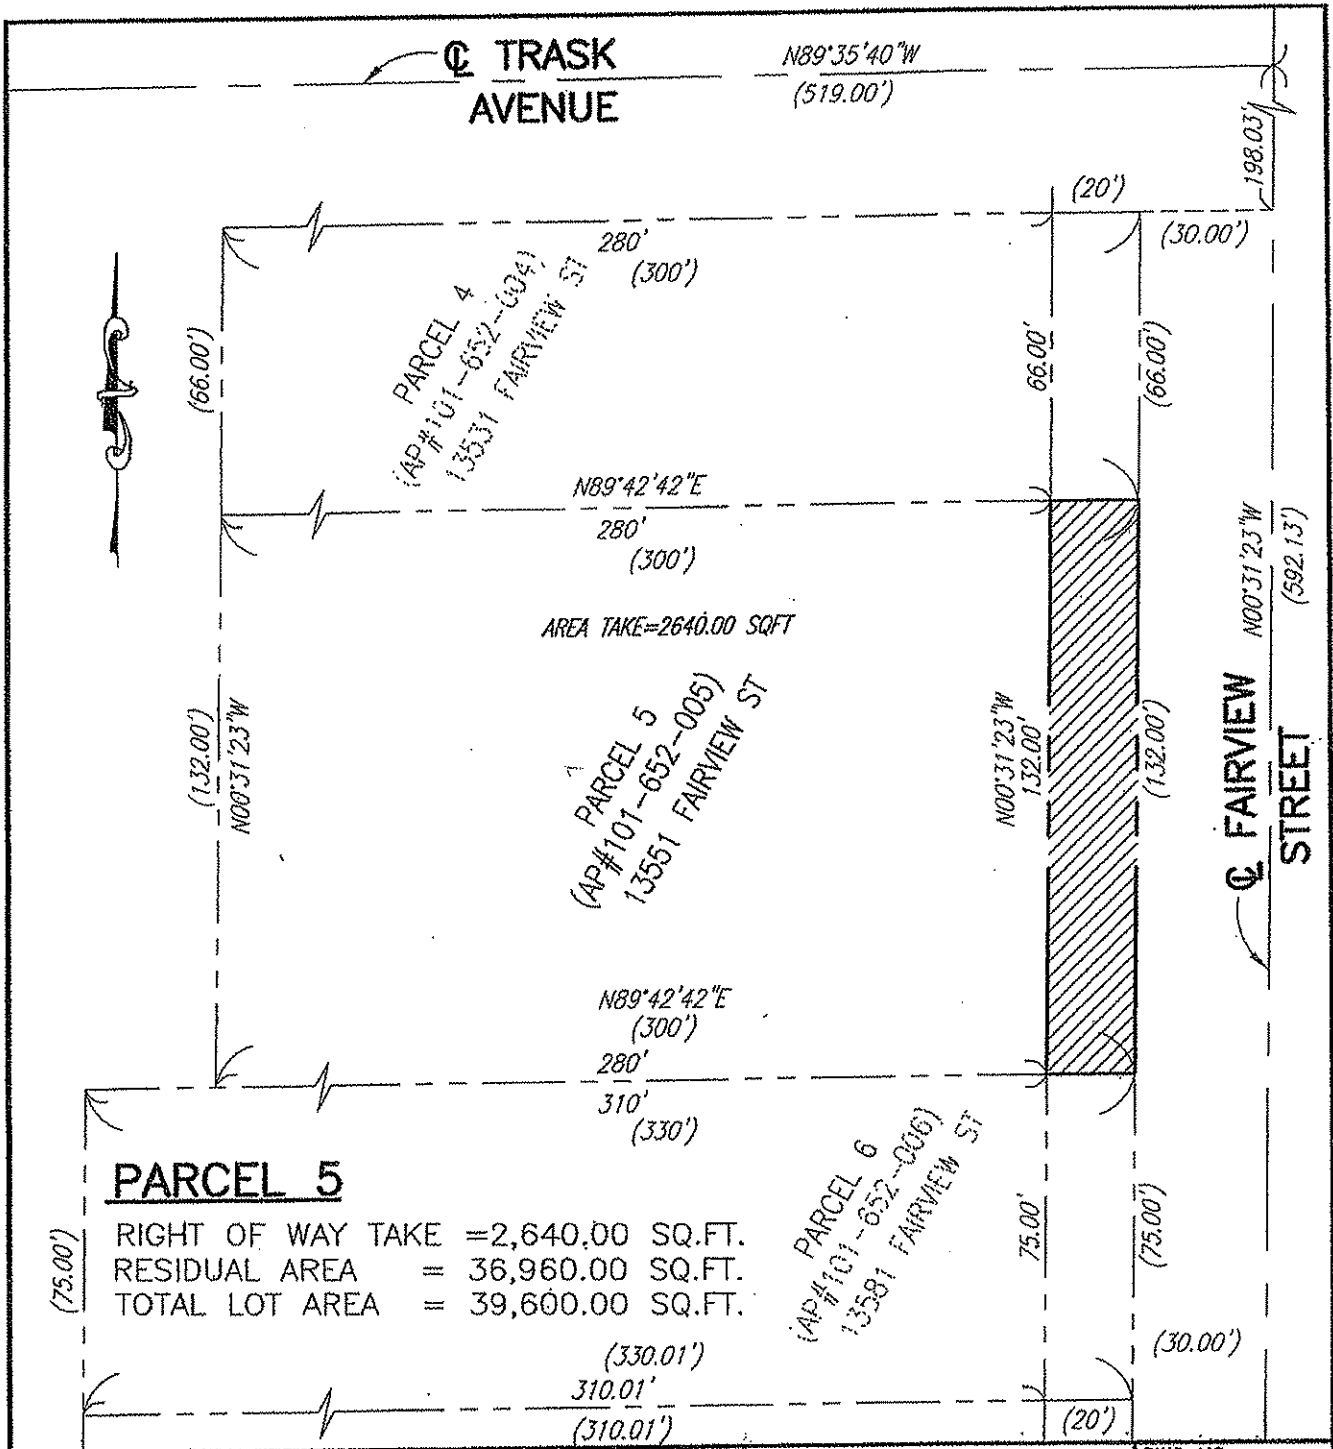 ℄ TRASK
AVENUE
N89°35'40"W
(519.00')
198.03'
(20')
(30.00')
280'
(300')
PARCEL 4
(AP#101-652-004)
13531 FAIRVIEW ST
(66.00')
66.00'
(66.00')
N89°42'42"E
280'
(300')
AREA TAKE=2640.00 SQFT
PARCEL 5
(AP#101-652-005)
13551 FAIRVIEW ST
(132.00')
N00°31'23"W
N00°31'23"W
132.00'
(132.00')
N00°31'23"W
(592.13')
℄ FAIRVIEW
STREET
N89°42'42"E
(300')
280'
310'
(330')
PARCEL 5
RIGHT OF WAY TAKE =2,640.00 SQ.FT.
RESIDUAL AREA = 36,960.00 SQ.FT.
TOTAL LOT AREA = 39,600.00 SQ.FT.
(75.00')
PARCEL 6
(AP#101-652-006)
13581 FAIRVIEW ST
75.00'
(75.00')
(30.00')
(330.01')
310.01'
(310.01')
(20')